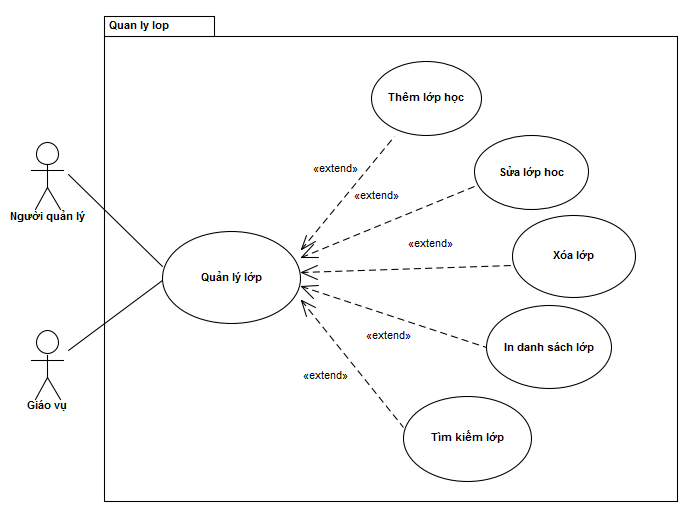 Quan ly lop
Thêm lớp học
«extend»
Sửa lớp hoc
«extend»
Người quản lý
«extend»
Xóa lớp
Quản lý lớp
«extend»
In danh sách lớp
«extend»
Giáo vụ
Tìm kiếm lớp